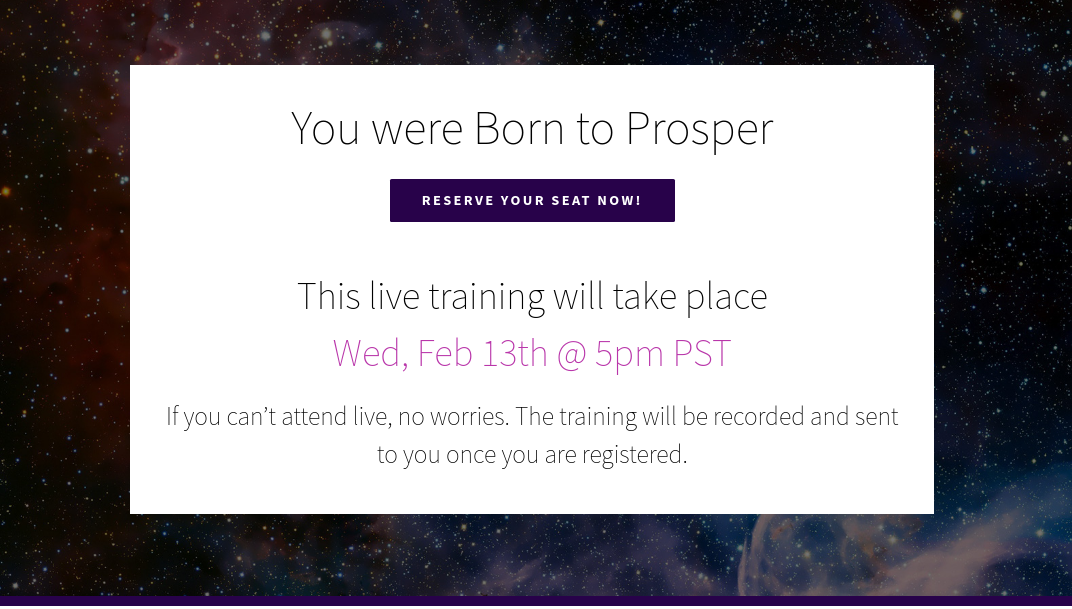 You were Born to Prosper
RESERVE YOUR SEAT NOW!
This live training will take place
Wed, Feb 13th @ 5pm PST
If you can’t attend live, no worries. The training will be recorded and sent
to you once you are registered.